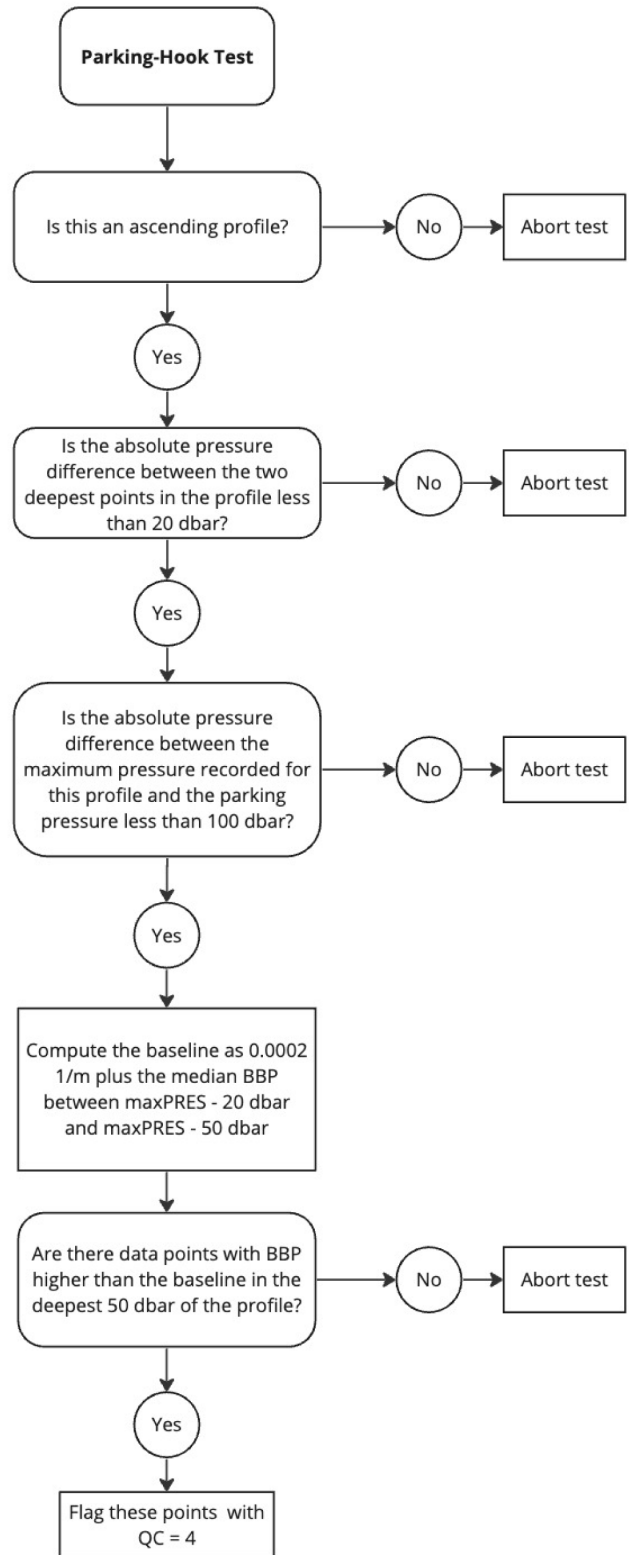 Parking-Hook Test
Is this an ascending profile?
No
Abort test
Yes
Is the absolute pressure
difference between the two
deepest points in the profile less
than 20 dbar?
No
Abort test
Yes
Is the absolute pressure
difference between the
maximum pressure recorded for
this profile and the parking
pressure less than 100 dbar?
No
Abort test
Yes
Compute the baseline as 0.0002
1/m plus the median BBP
between maxPRES - 20 dbar
and maxPRES - 50 dbar
Are there data points with BBP
higher than the baseline in the
deepest 50 dbar of the profile?
No
Abort test
Yes
Flag these points with
QC = 4